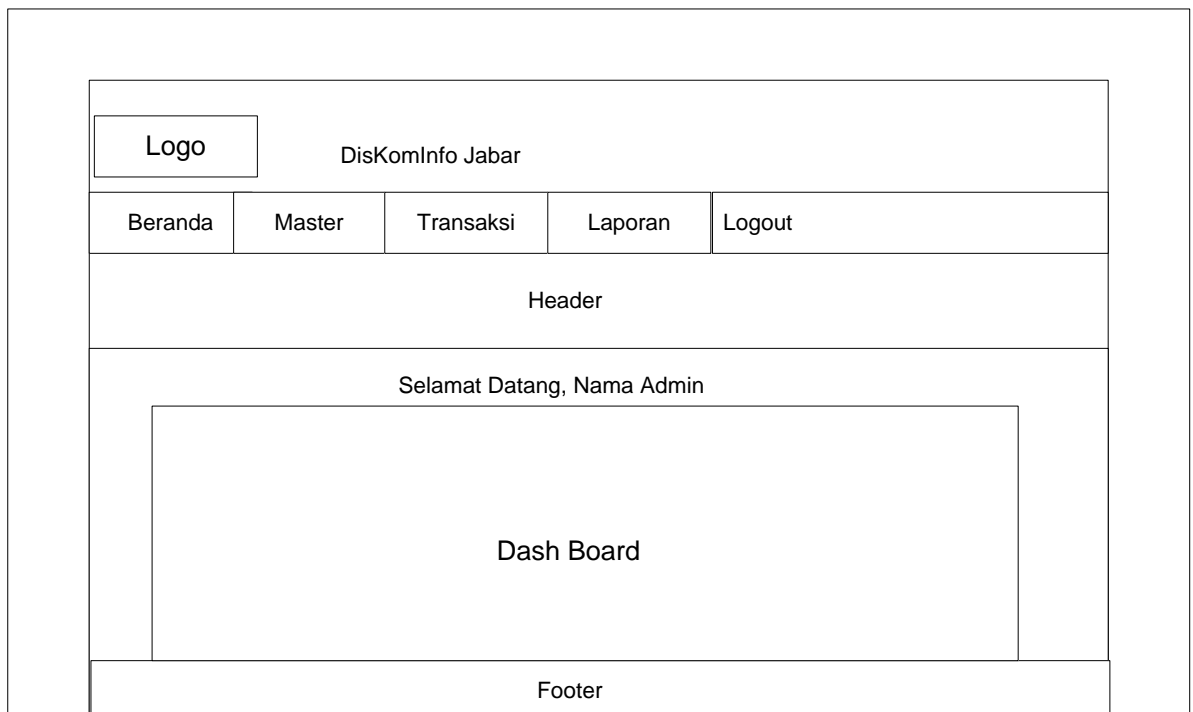 Logo
DisKomInfo Jabar
Beranda Master Transaksi Laporan Logout
Header
Selamat Datang, Nama Admin
Dash Board
Footer